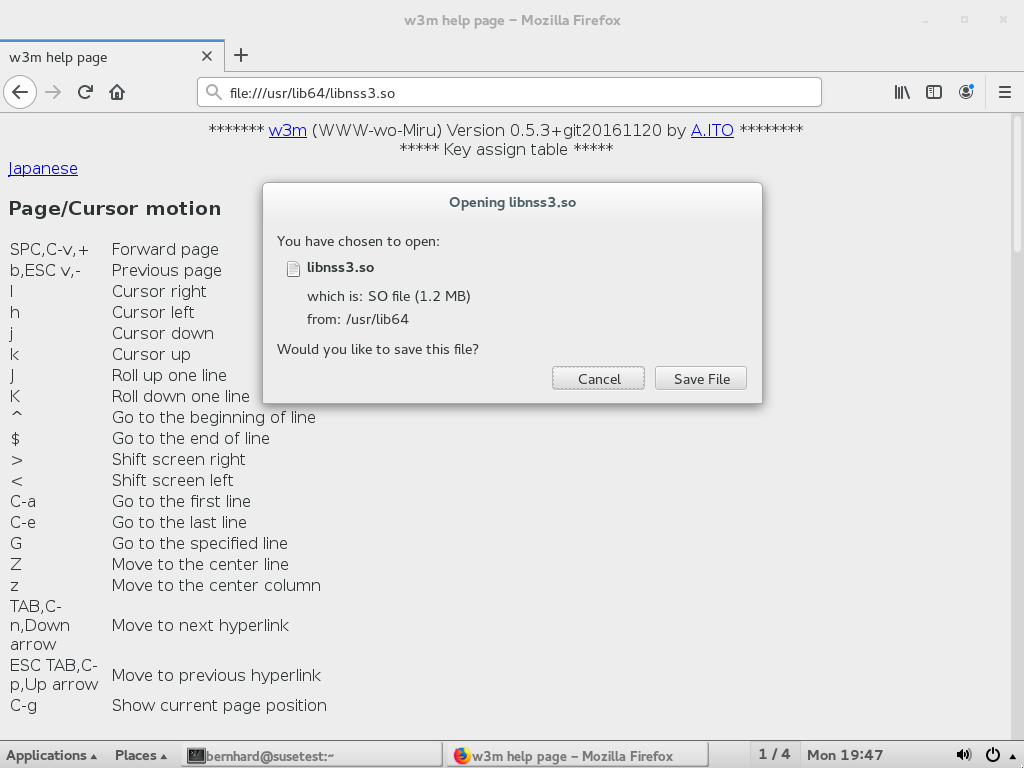 w3m help page – Mozilla Firefox
w3m help page
file:///usr/lib64/libnss3.so
******* w3m (WWW-wo-Miru) Version 0.5.3+git20161120 by A.ITO ********
***** Key assign table *****
Japanese
Page/Cursor motion
SPC,C-v,+ Forward page
b,ESC v,- Previous page
l Cursor right
h Cursor left
j Cursor down
k Cursor up
J Roll up one line
K Roll down one line
^ Go to the beginning of line
$ Go to the end of line
> Shift screen right
< Shift screen left
C-a Go to the first line
C-e Go to the last line
G Go to the specified line
Z Move to the center line
z Move to the center column
TAB,C-
n,Down Move to next hyperlink
arrow
ESC TAB,C-
p,Up arrow Move to previous hyperlink
C-g Show current page position
Opening libnss3.so
You have chosen to open:
libnss3.so
which is: SO file (1.2 MB)
from: /usr/lib64
Would you like to save this file?
Cancel Save File
Applications Places bernhard@susetest:~ w3m help page – Mozilla Firefox 1 / 4 Mon 19:47